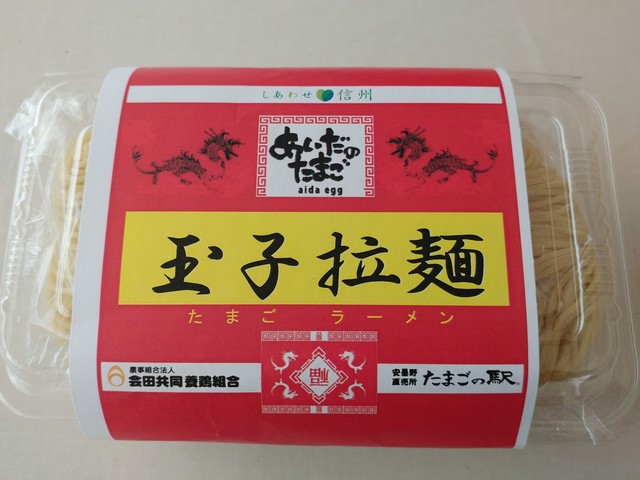 しあわせ 信州
あいだの
たまご
aida egg
玉子拉麺
たまご ラーメン
福
農事組合法人
会田共同養鶏組合
安曇野
直売所
たまごの駅